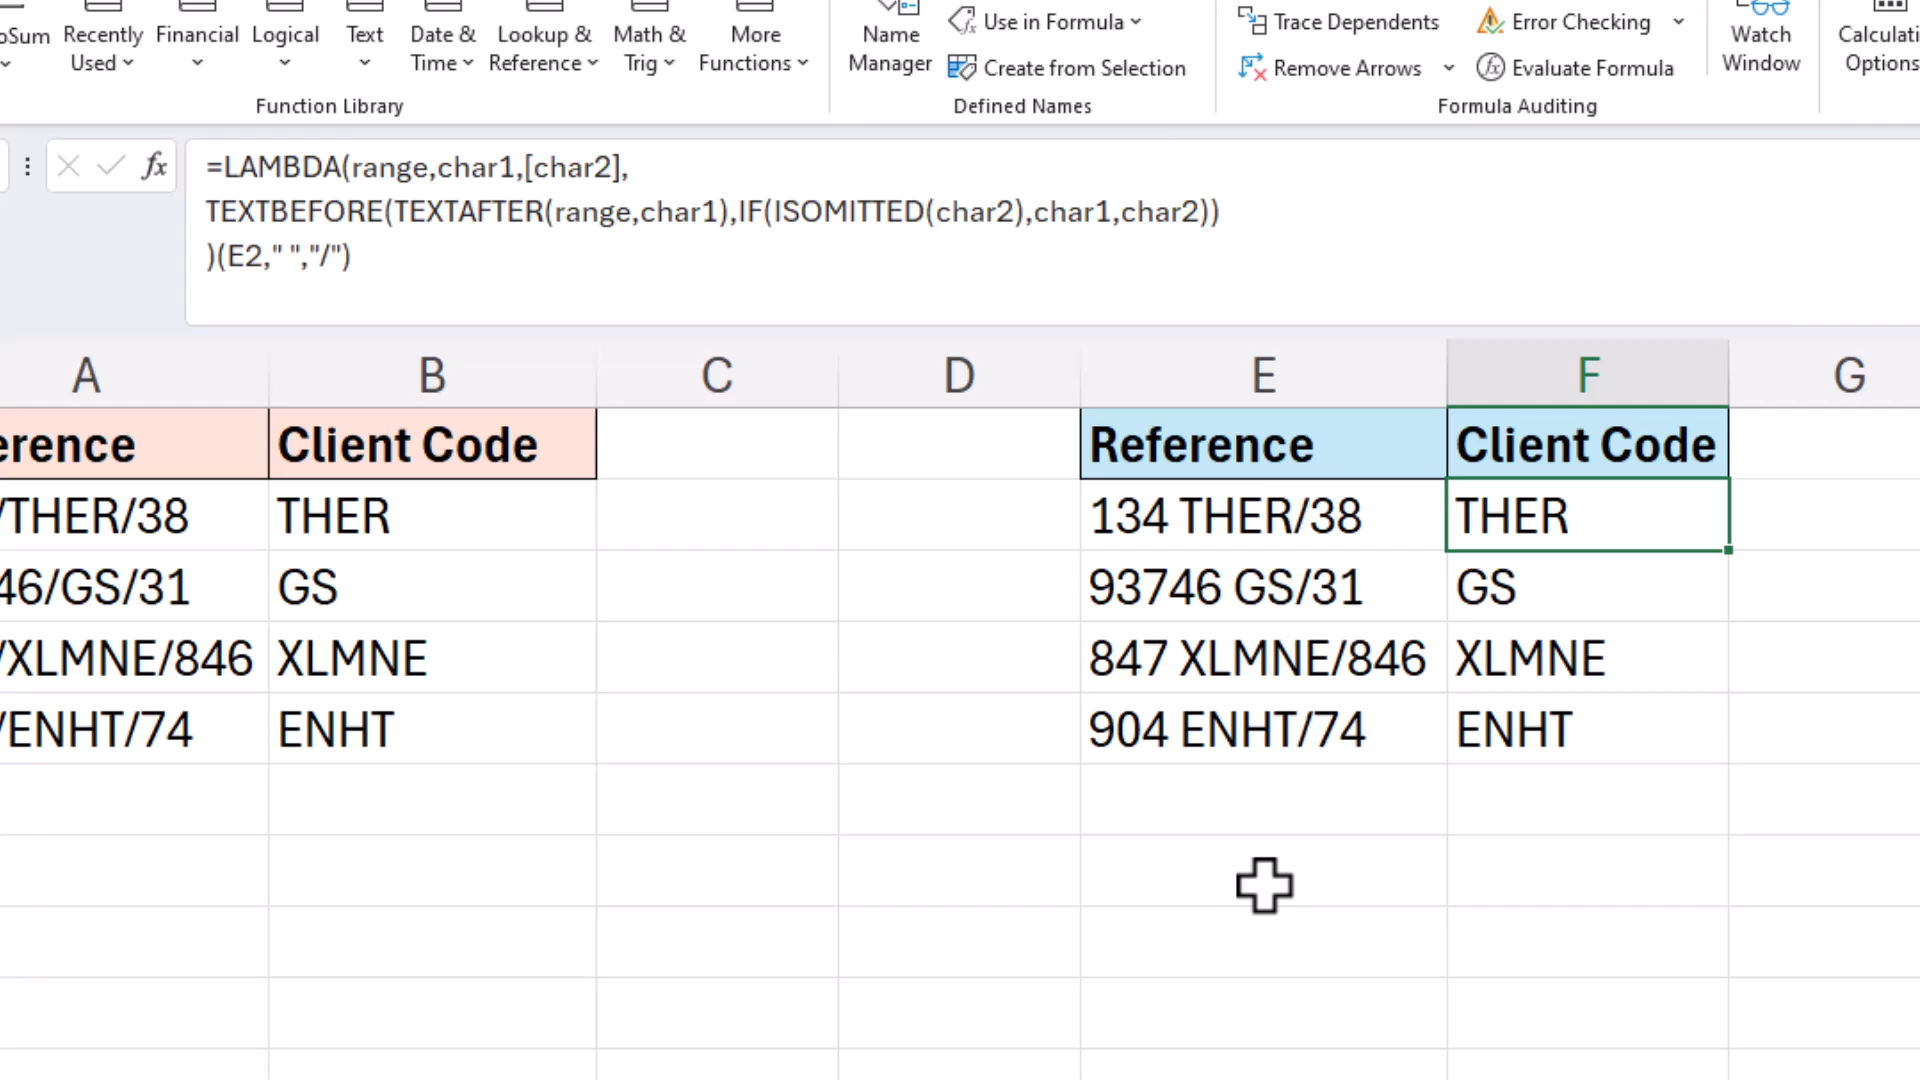 oSum
Recently Used
Financial
Logical
Text
Date & Time
Lookup & Reference
Math & Trig
More Functions
Function Library
Name Manager
Use in Formula
Create from Selection
Defined Names
Trace Dependents
Remove Arrows
Error Checking
Evaluate Formula
Formula Auditing
Watch Window
Calculati
Options
fx
=LAMBDA(range,char1,[char2],
TEXTBEFORE(TEXTAFTER(range,char1),IF(ISOMITTED(char2),char1,char2))
)(E2," ","/")
A B C D E F G
erence Client Code Reference Client Code
/THER/38 THER 134 THER/38 THER
46/GS/31 GS 93746 GS/31 GS
/XLMNE/846 XLMNE 847 XLMNE/846 XLMNE
/ENHT/74 ENHT 904 ENHT/74 ENHT